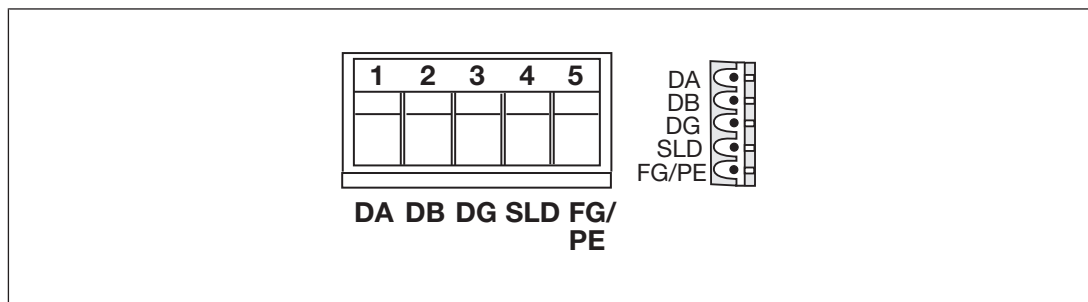 1 2 3 4 5
DA DB DG SLD FG/
PE
DA
DB
DG
SLD
FG/PE